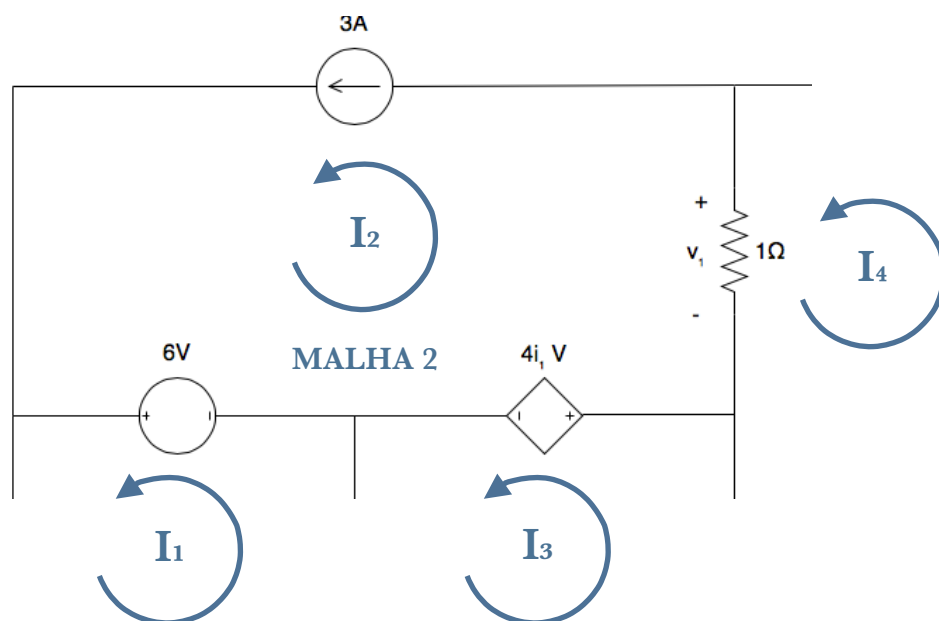 3A
+
I₂
v₁
1Ω
I₄
-
6V
MALHA 2
4i₁ V
+
-
-
+
I₁
I₃